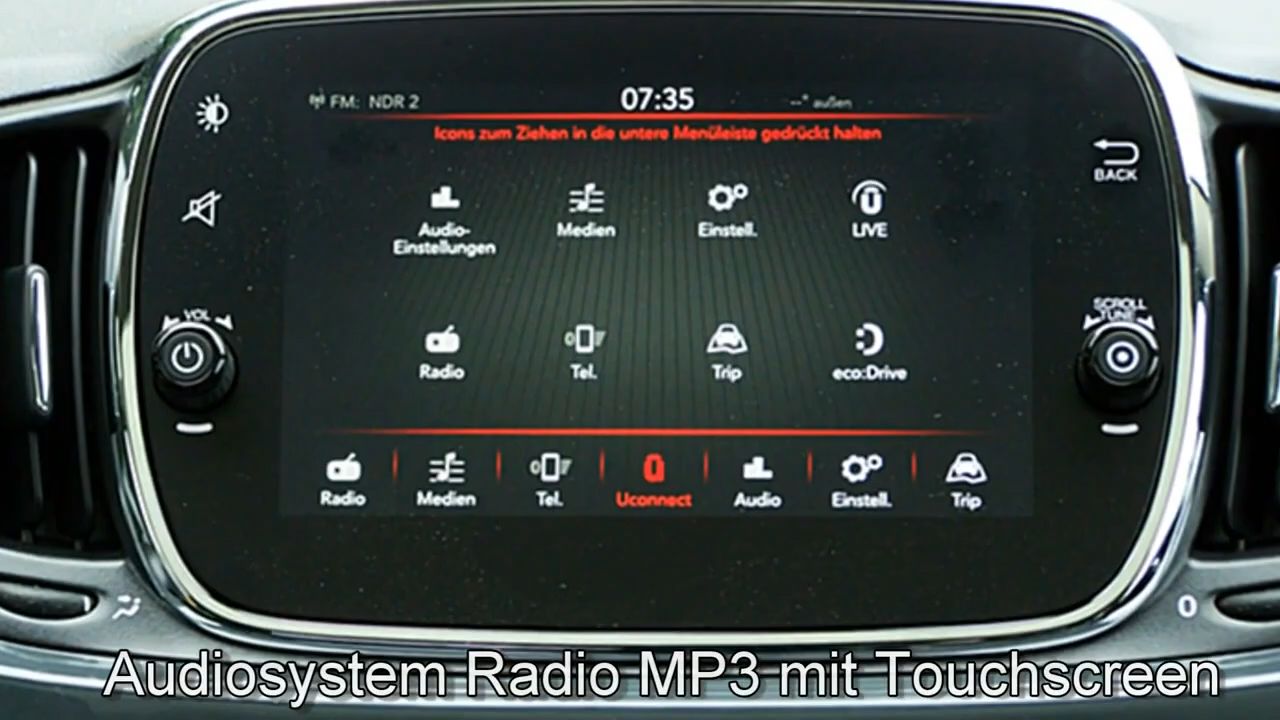 FM: NDR 2
07:35
--° außen
Icons zum Ziehen in die untere Menüleiste gedrückt halten
BACK
Audio-
Einstellungen
Medien
Einstell.
LIVE
VOL
SCROLL
TUNE
Radio
Tel.
Trip
eco:Drive
Radio
Medien
Tel.
Uconnect
Audio
Einstell.
Trip
0
Audiosystem Radio MP3 mit Touchscreen